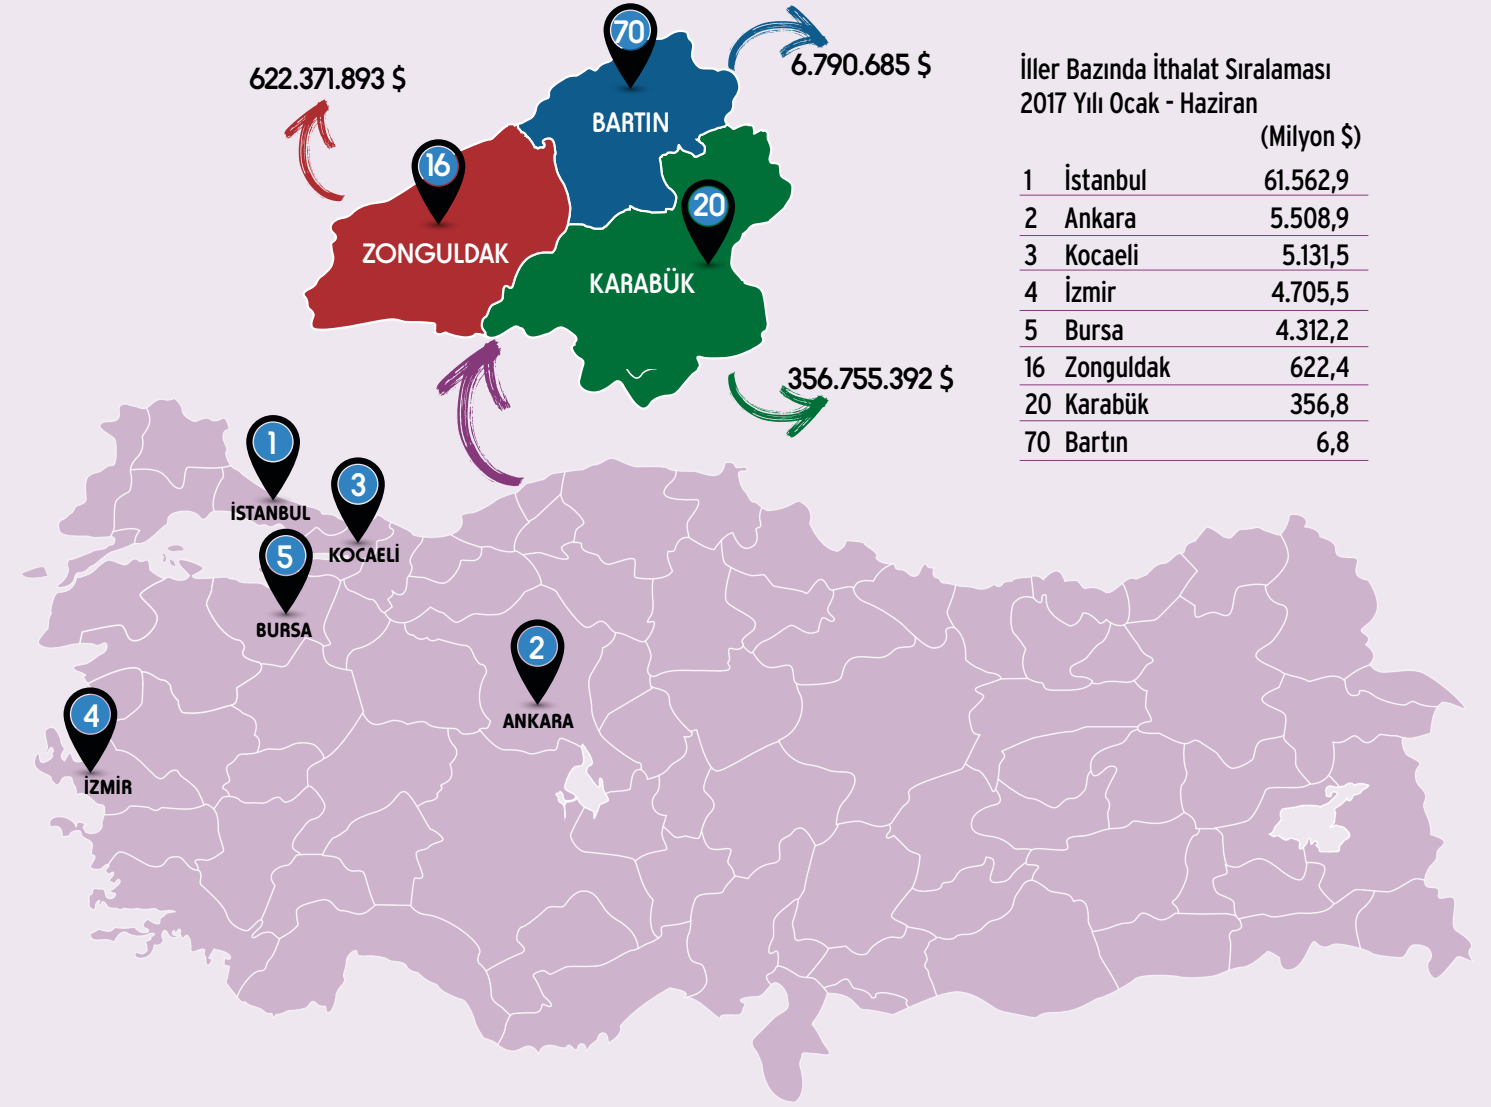 70
6.790.685 $
622.371.893 $
BARTIN
16
20
ZONGULDAK
KARABÜK
356.755.392 $
İller Bazında İthalat Sıralaması
2017 Yılı Ocak - Haziran
(Milyon $)
1 İstanbul 61.562,9
2 Ankara 5.508,9
3 Kocaeli 5.131,5
4 İzmir 4.705,5
5 Bursa 4.312,2
16 Zonguldak 622,4
20 Karabük 356,8
70 Bartın 6,8
1
İSTANBUL
3
KOCAELİ
5
BURSA
2
ANKARA
4
İZMİR